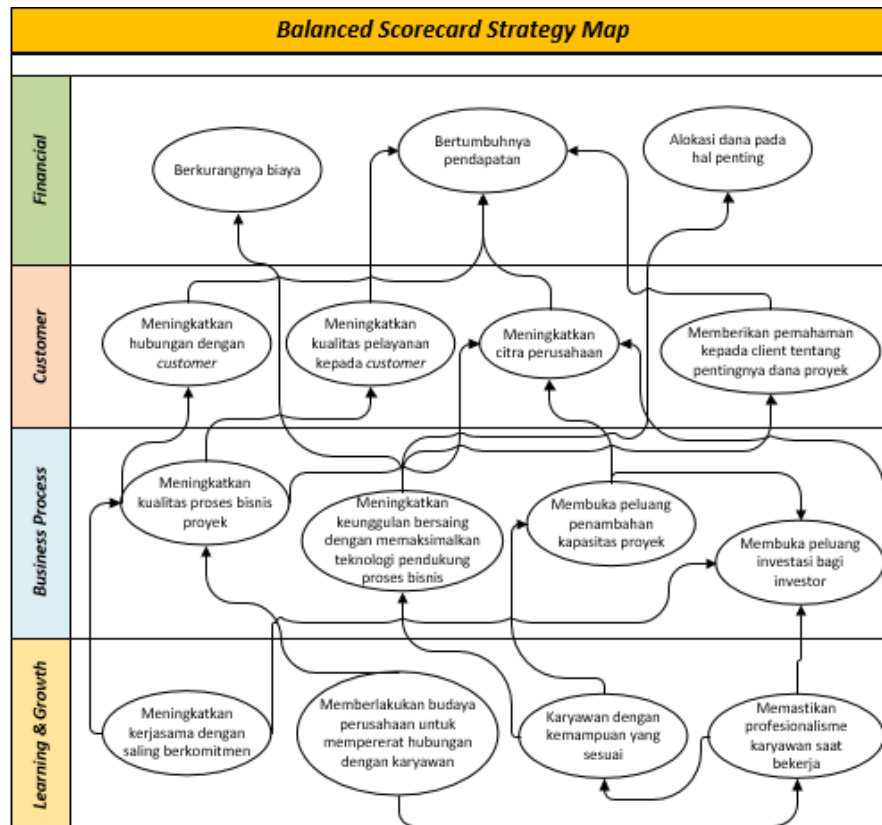 Balanced Scorecard Strategy Map
Financial
Berkurangnya biaya
Bertumbuhnya
pendapatan
Alokasi dana pada
hal penting
Customer
Meningkatkan
hubungan dengan
customer
Meningkatkan
kualitas pelayanan
kepada customer
Meningkatkan
citra perusahaan
Memberikan pemahaman
kepada client tentang
pentingnya dana proyek
Business Process
Meningkatkan
kualitas proses bisnis
proyek
Meningkatkan
keunggulan bersaing
dengan memaksimalkan
teknologi pendukung
proses bisnis
Membuka peluang
penambahan
kapasitas proyek
Membuka peluang
investasi bagi
investor
Learning & Growth
Meningkatkan
kerjasama dengan
saling berkomitmen
Memberlakukan budaya
perusahaan untuk
mempererat hubungan
dengan karyawan
Karyawan dengan
kemampuan yang
sesuai
Memastikan
profesionalisme
karyawan saat
bekerja